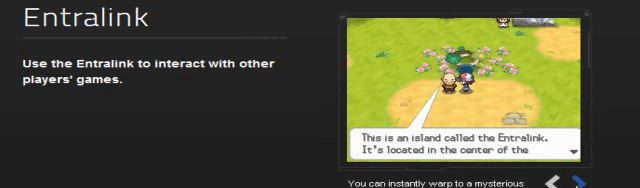 Entralink
Use the Entralink to interact with other
players' games.
This is an island called the Entralink.
It's located in the center of the
You can instantly warp to a mysterious